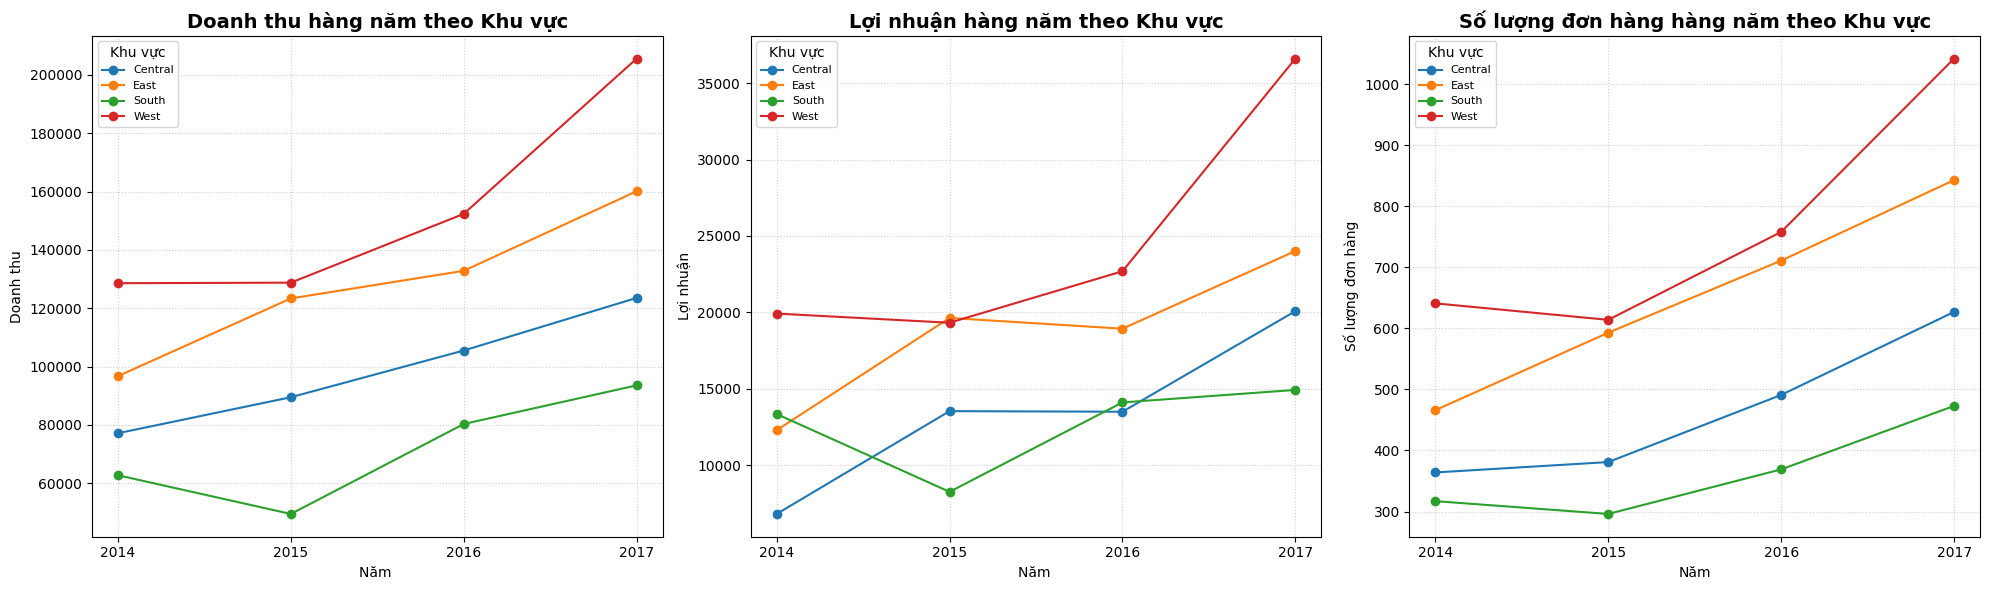 Doanh thu hàng năm theo Khu vực
Khu vực
Central
East
South
West
200000
180000
160000
140000
120000
100000
80000
60000
Doanh thu
2014
2015
2016
2017
Năm
Lợi nhuận hàng năm theo Khu vực
Khu vực
Central
East
South
West
35000
30000
25000
20000
15000
10000
Lợi nhuận
2014
2015
2016
2017
Năm
Số lượng đơn hàng hàng năm theo Khu vực
Khu vực
Central
East
South
West
1000
900
800
700
600
500
400
300
Số lượng đơn hàng
2014
2015
2016
2017
Năm